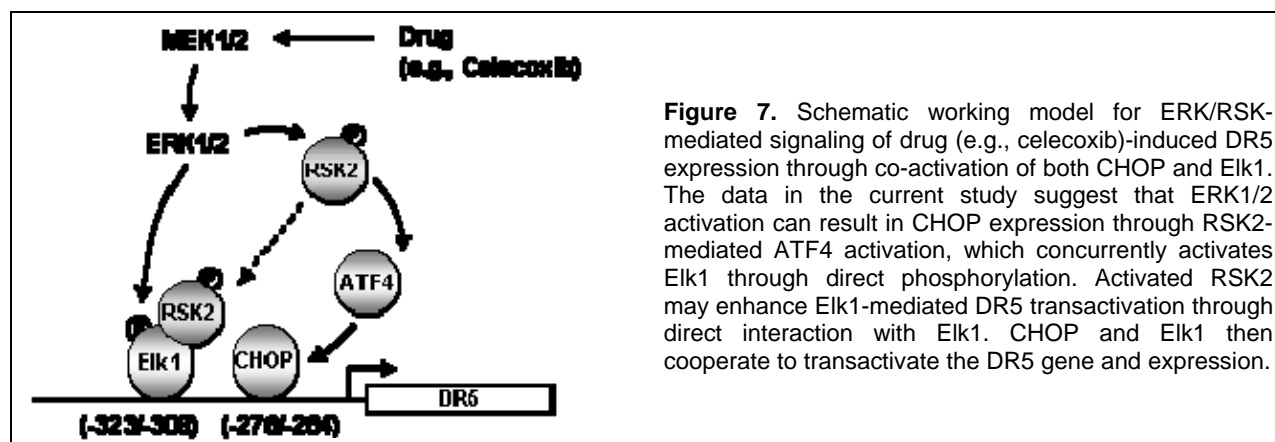 MEK1/2
Drug
(e.g., Celecoxib)
ERK1/2
P
RSK2
P
RSK2
ATF4
P
Elk1
CHOP
DR5
(-323/-308) (-276/-264)
Figure 7. Schematic working model for ERK/RSK-
mediated signaling of drug (e.g., celecoxib)-induced DR5
expression through co-activation of both CHOP and Elk1.
The data in the current study suggest that ERK1/2
activation can result in CHOP expression through RSK2-
mediated ATF4 activation, which concurrently activates
Elk1 through direct phosphorylation. Activated RSK2
may enhance Elk1-mediated DR5 transactivation through
direct interaction with Elk1. CHOP and Elk1 then
cooperate to transactivate the DR5 gene and expression.